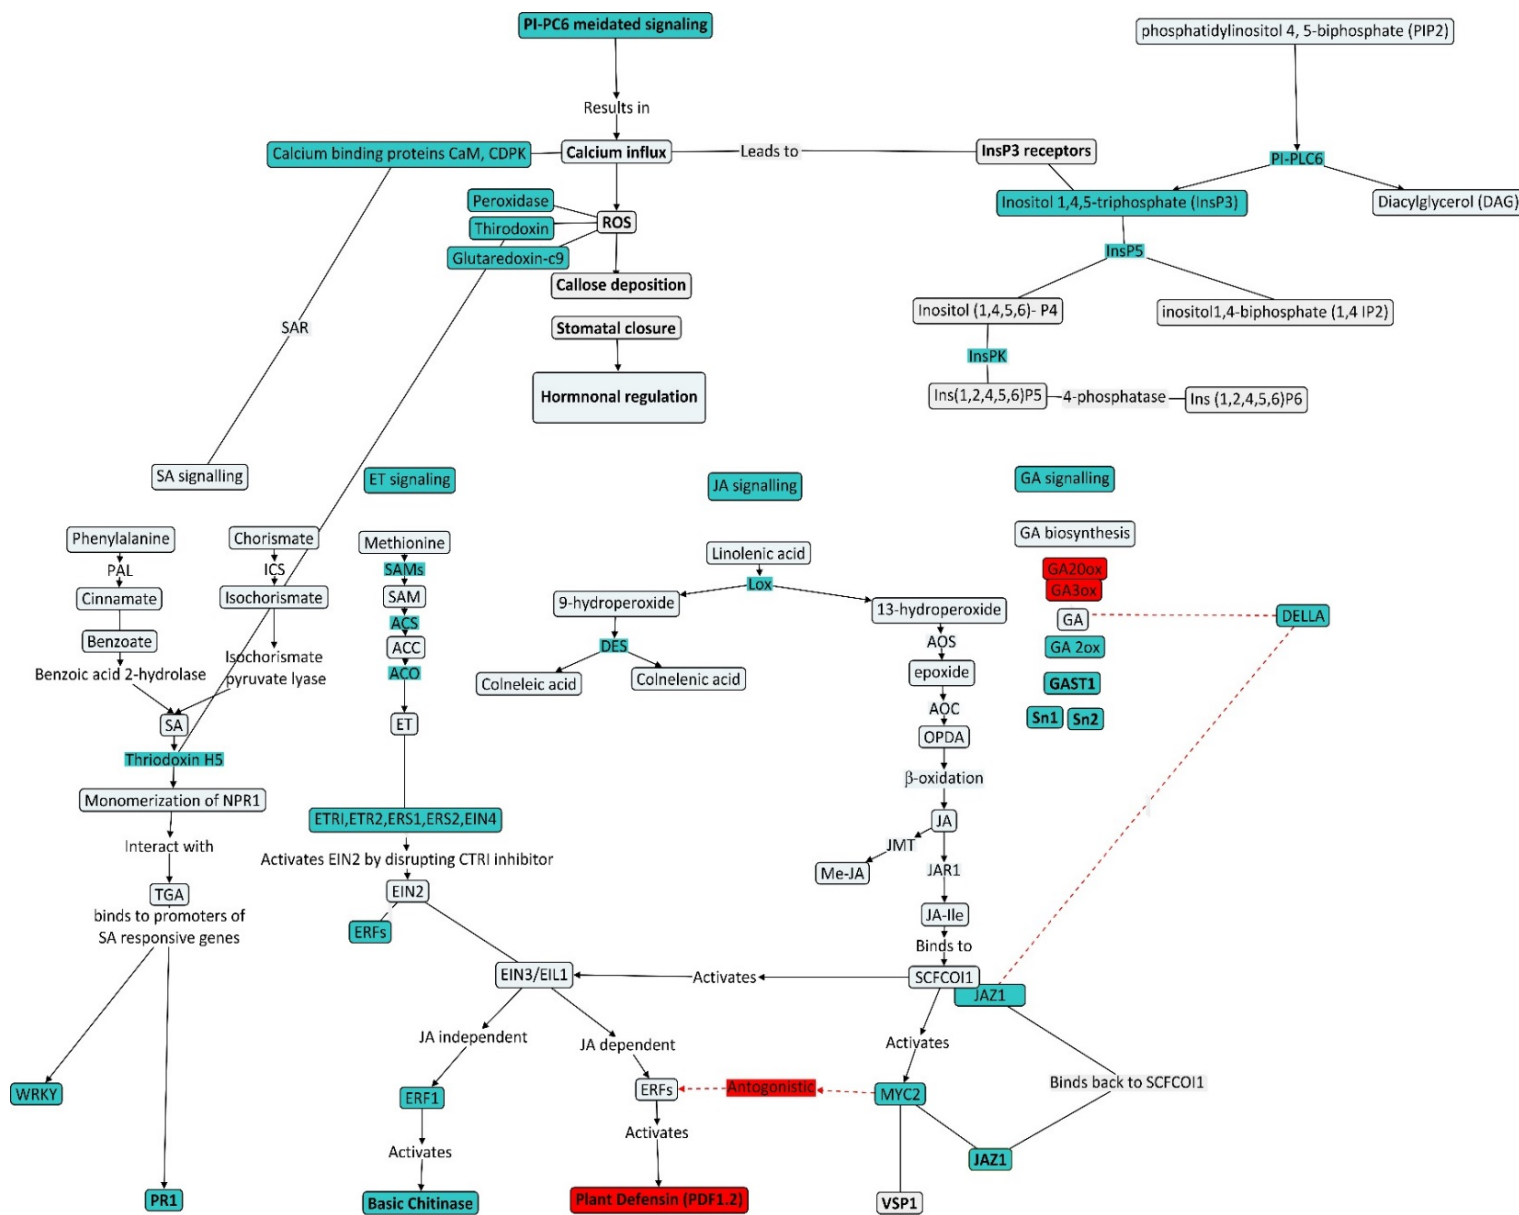 PI-PC6 meidated signaling
phosphatidylinositol 4, 5-biphosphate (PIP2)
Results in
Calcium binding proteins CaM, CDPK
Calcium influx
Leads to
InsP3 receptors
PI-PLC6
Peroxidase
Thirodoxin
Glutaredoxin-c9
ROS
Inositol 1,4,5-triphosphate (InsP3)
Diacylglycerol (DAG)
InsP5
Callose deposition
Inositol (1,4,5,6)- P4
inositol1,4-biphosphate (1,4 IP2)
SAR
Stomatal closure
InsPK
Hormnonal regulation
Ins(1,2,4,5,6)P5
4-phosphatase
Ins (1,2,4,5,6)P6
SA signalling
ET signaling
JA signalling
GA signalling
Phenylalanine
PAL
Cinnamate
Benzoate
Benzoic acid 2-hydrolase
Chorismate
ICS
Isochorismate
Isochorismate
pyruvate lyase
SA
Thriodoxin H5
Monomerization of NPR1
Interact with
TGA
binds to promoters of
SA responsive genes
WRKY
PR1
Methionine
SAMs
SAM
ACS
ACC
ACO
ET
ETRI,ETR2,ERS1,ERS2,EIN4
Activates EIN2 by disrupting CTRI inhibitor
EIN2
ERFs
EIN3/EIL1
Activates
JA independent
JA dependent
ERF1
ERFs
Antogonistic
Activates
Activates
Basic Chitinase
Plant Defensin (PDF1.2)
Linolenic acid
Lox
9-hydroperoxide
13-hydroperoxide
DES
Colneleic acid
Colnelenic acid
AOS
epoxide
AOC
OPDA
β-oxidation
JA
JMT
Me-JA
JAR1
JA-Ile
Binds to
SCFCOI1
JAZ1
Activates
MYC2
Binds back to SCFCOI1
JAZ1
VSP1
GA biosynthesis
GA20ox
GA3ox
GA
DELLA
GA 2ox
GAST1
Sn1
Sn2